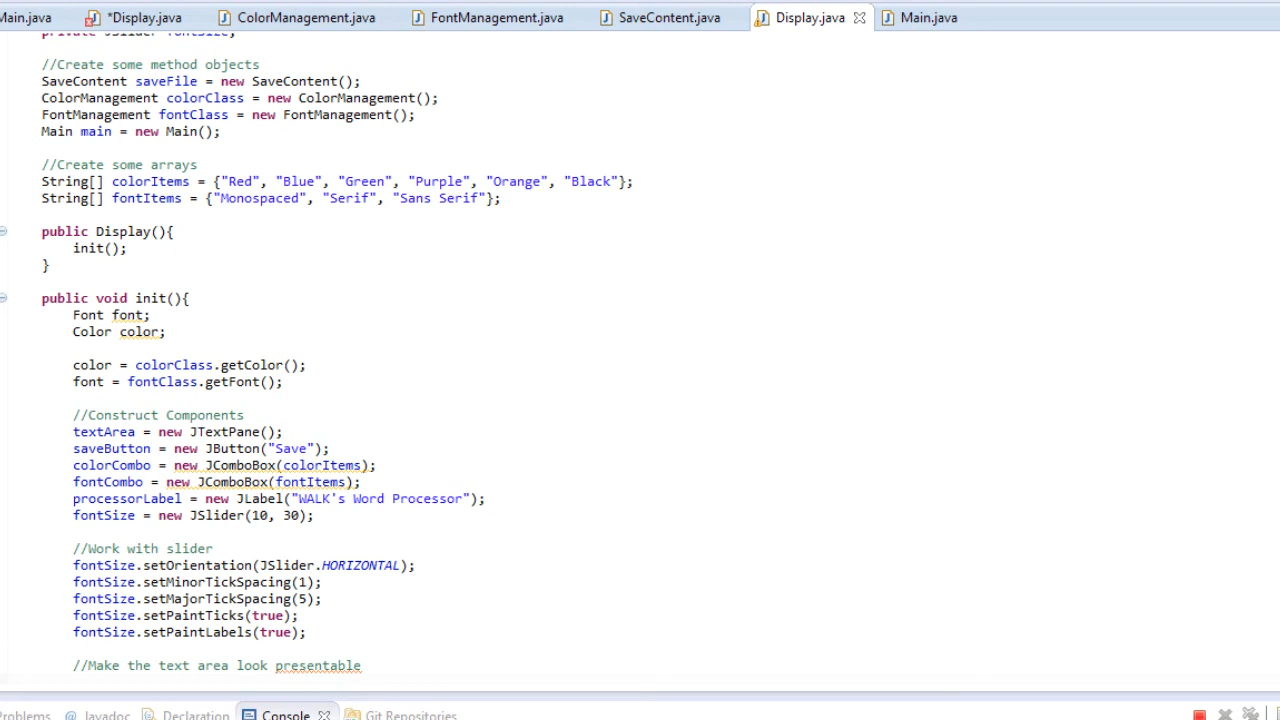 Main.java *Display.java ColorManagement.java FontManagement.java SaveContent.java Display.java Main.java
private JSlider fontSize;
//Create some method objects
SaveContent saveFile = new SaveContent();
ColorManagement colorClass = new ColorManagement();
FontManagement fontClass = new FontManagement();
Main main = new Main();
//Create some arrays
String[] colorItems = {"Red", "Blue", "Green", "Purple", "Orange", "Black"};
String[] fontItems = {"Monospaced", "Serif", "Sans Serif"};
public Display(){
init();
}
public void init(){
Font font;
Color color;
color = colorClass.getColor();
font = fontClass.getFont();
//Construct Components
textArea = new JTextPane();
saveButton = new JButton("Save");
colorCombo = new JComboBox(colorItems);
fontCombo = new JComboBox(fontItems);
processorLabel = new JLabel("WALK's Word Processor");
fontSize = new JSlider(10, 30);
//Work with slider
fontSize.setOrientation(JSlider.HORIZONTAL);
fontSize.setMinorTickSpacing(1);
fontSize.setMajorTickSpacing(5);
fontSize.setPaintTicks(true);
fontSize.setPaintLabels(true);
//Make the text area look presentable
Problems @ Javadoc Declaration Console Git Repositories